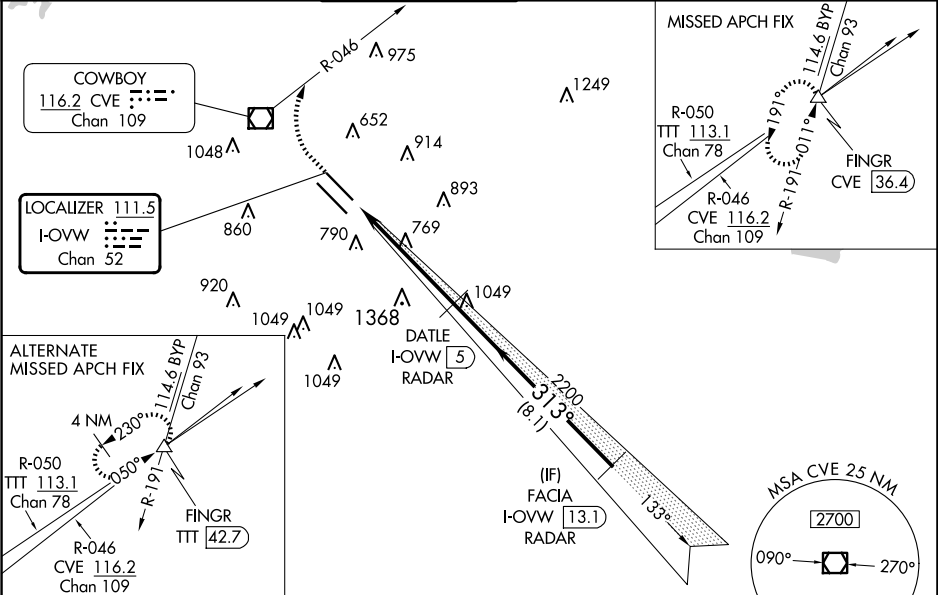 COWBOY
116.2 CVE
Chan 109
R-046
975
1249
652
1048
914
893
LOCALIZER 111.5
I-OVW
Chan 52
860
790
769
920
1049
1049
1368
1049
1049
DATLE
I-OVW 5
RADAR
2200
313°
(8.1)
(IF)
FACIA
I-OVW 13.1
RADAR
133°
MISSED APCH FIX
114.6 BYP
Chan 93
R-050
TTT 113.1
Chan 78
191°
011°
R-191
FINGR
CVE 36.4
R-046
CVE 116.2
Chan 109
ALTERNATE
MISSED APCH FIX
114.6 BYP
Chan 93
4 NM
230°
050°
R-050
TTT 113.1
Chan 78
R-191
FINGR
TTT 42.7
R-046
CVE 116.2
Chan 109
MSA CVE 25 NM
2700
090°
270°